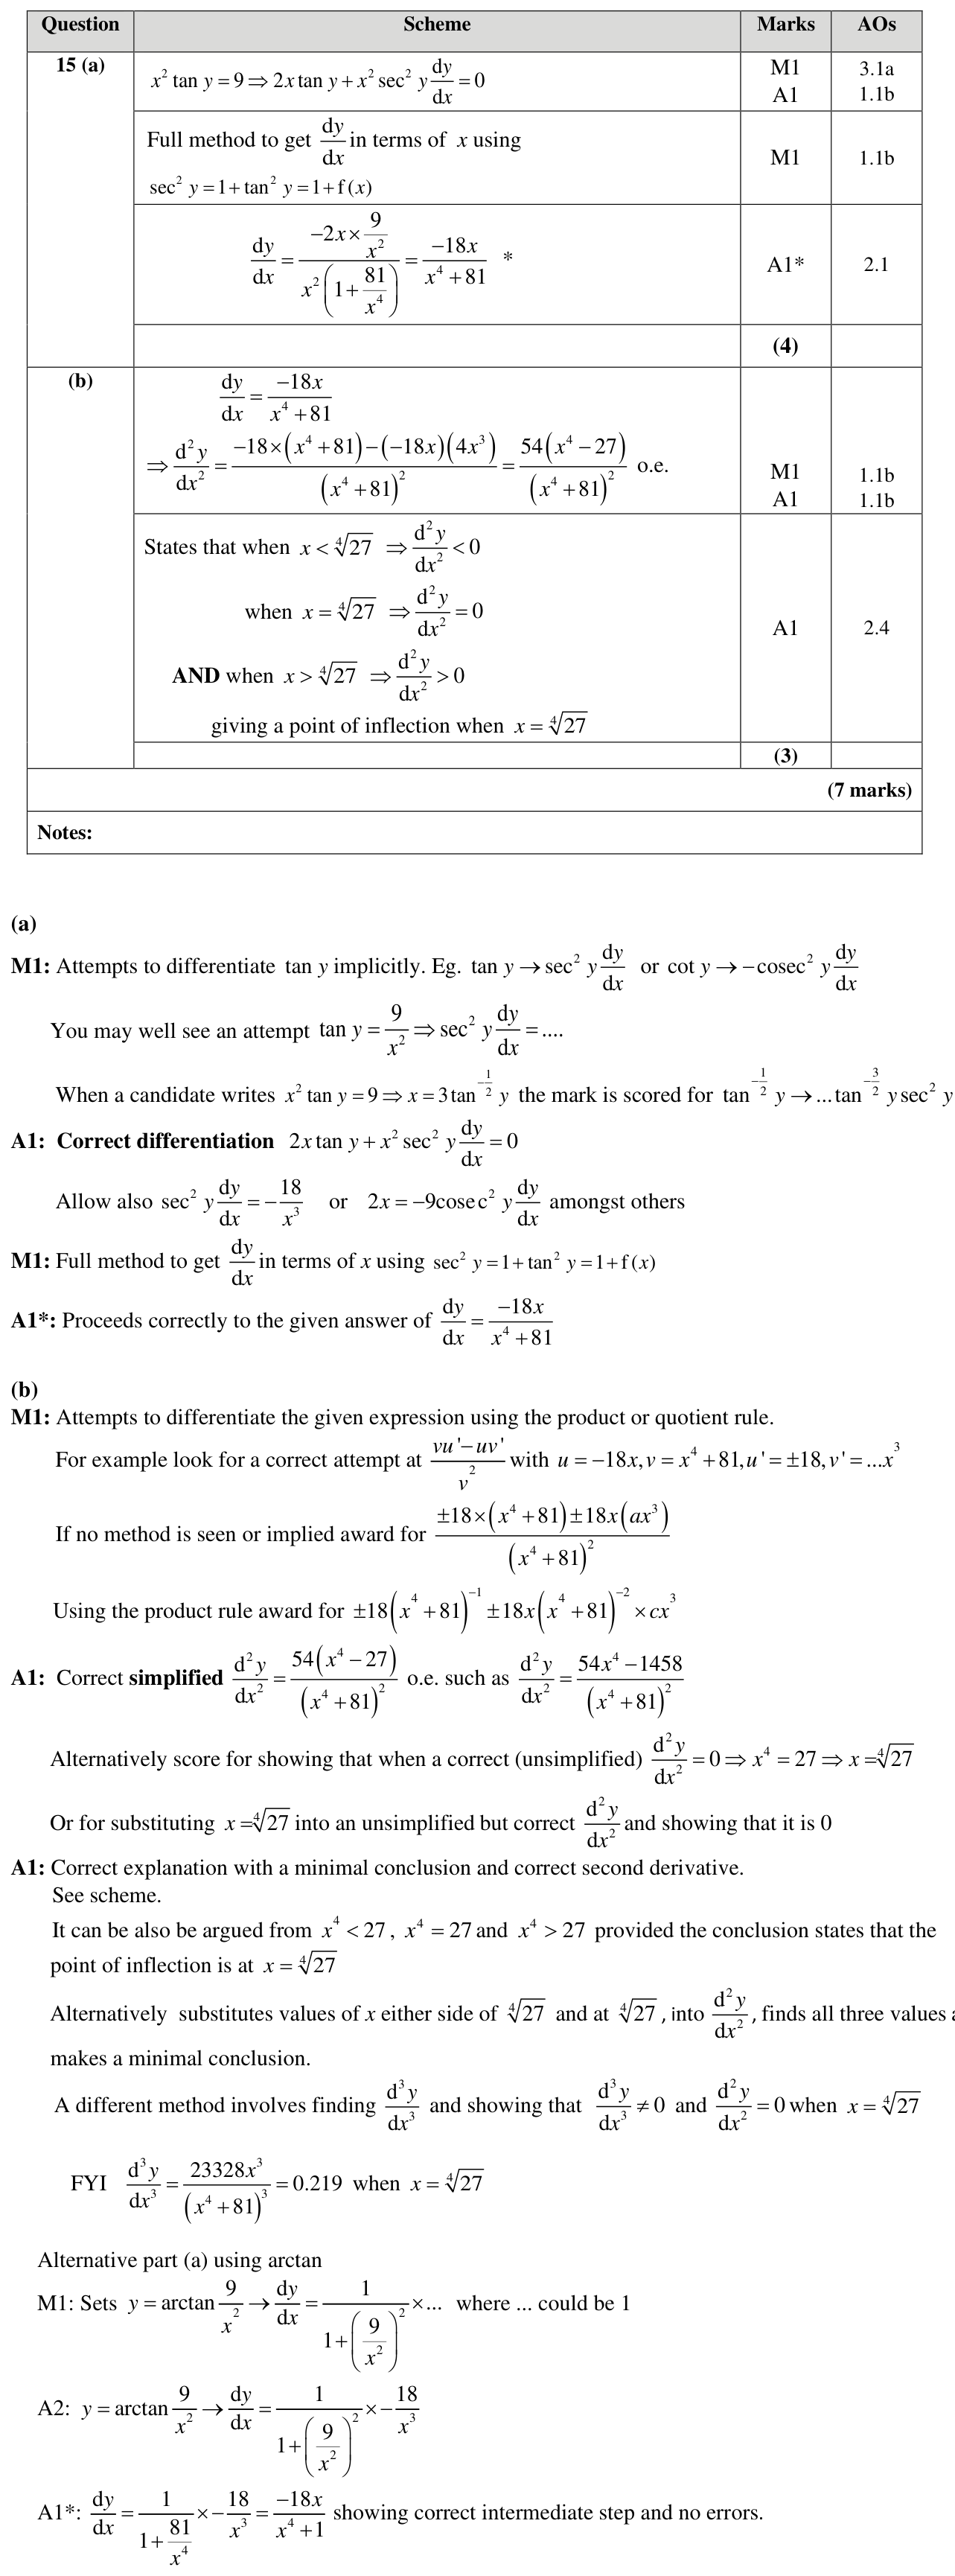 Question Scheme Marks AOs
15 (a) x² tan y = 9 ⇒ 2x tan y + x² sec² y dy/dx = 0 M1 A1 3.1a 1.1b
Full method to get dy/dx in terms of x using
sec² y = 1 + tan² y = 1 + f(x) M1 1.1b
dy/dx = (−2x × 9/x²)/(x²(1 + 81/x⁴)) = −18x/(x⁴ + 81) * A1* 2.1
(4)
(b) dy/dx = −18x/(x⁴ + 81)
⇒ d²y/dx² = (−18×(x⁴ + 81) − (−18x)(4x³))/(x⁴ + 81)² = 54(x⁴ − 27)/(x⁴ + 81)² o.e. M1 A1 1.1b 1.1b
States that when x < ∜27 ⇒ d²y/dx² < 0
when x = ∜27 ⇒ d²y/dx² = 0
AND when x > ∜27 ⇒ d²y/dx² > 0 A1 2.4
giving a point of inflection when x = ∜27
(3)
(7 marks)
Notes:
(a)
M1: Attempts to differentiate tan y implicitly. Eg. tan y → sec² y dy/dx or cot y → −cosec² y dy/dx
You may well see an attempt tan y = 9/x² ⇒ sec² y dy/dx = ....
When a candidate writes x² tan y = 9 ⇒ x = 3 tan^(−1/2) y the mark is scored for tan^(−1/2) y → ... tan^(−3/2) y sec² y
A1: Correct differentiation 2x tan y + x² sec² y dy/dx = 0
Allow also sec² y dy/dx = −18/x³ or 2x = −9cosec² y dy/dx amongst others
M1: Full method to get dy/dx in terms of x using sec² y = 1 + tan² y = 1 + f(x)
A1*: Proceeds correctly to the given answer of dy/dx = −18x/(x⁴ + 81)
(b)
M1: Attempts to differentiate the given expression using the product or quotient rule.
For example look for a correct attempt at (vu'−uv')/v² with u = −18x, v = x⁴ + 81, u' = ±18, v' = ...x³
If no method is seen or implied award for (±18×(x⁴ + 81) ± 18x(ax³))/(x⁴ + 81)²
Using the product rule award for ±18(x⁴ + 81)⁻¹ ± 18x(x⁴ + 81)⁻² × cx³
A1: Correct simplified d²y/dx² = 54(x⁴ − 27)/(x⁴ + 81)² o.e. such as d²y/dx² = (54x⁴ − 1458)/(x⁴ + 81)²
Alternatively score for showing that when a correct (unsimplified) d²y/dx² = 0 ⇒ x⁴ = 27 ⇒ x = ∜27
Or for substituting x = ∜27 into an unsimplified but correct d²y/dx² and showing that it is 0
A1: Correct explanation with a minimal conclusion and correct second derivative.
See scheme.
It can be also be argued from x⁴ < 27, x⁴ = 27 and x⁴ > 27 provided the conclusion states that the
point of inflection is at x = ∜27
Alternatively substitutes values of x either side of ∜27 and at ∜27, into d²y/dx², finds all three values
makes a minimal conclusion.
A different method involves finding d³y/dx³ and showing that d³y/dx³ ≠ 0 and d²y/dx² = 0 when x = ∜27
FYI d³y/dx³ = 23328x³/(x⁴ + 81)³ = 0.219 when x = ∜27
Alternative part (a) using arctan
M1: Sets y = arctan 9/x² → dy/dx = 1/(1 + (9/x²)²) × ... where ... could be 1
A2: y = arctan 9/x² → dy/dx = 1/(1 + (9/x²)²) × −18/x³
A1*: dy/dx = 1/(1 + 81/x⁴) × −18/x³ = −18x/(x⁴ + 1) showing correct intermediate step and no errors.